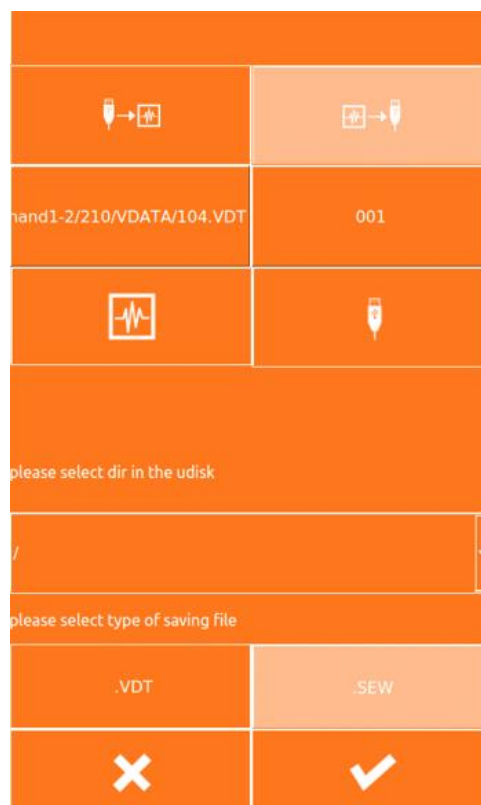 hand1-2/210/VDATA/104.VDT
001
please select dir in the udisk
/
please select type of saving file
.VDT
.SEW